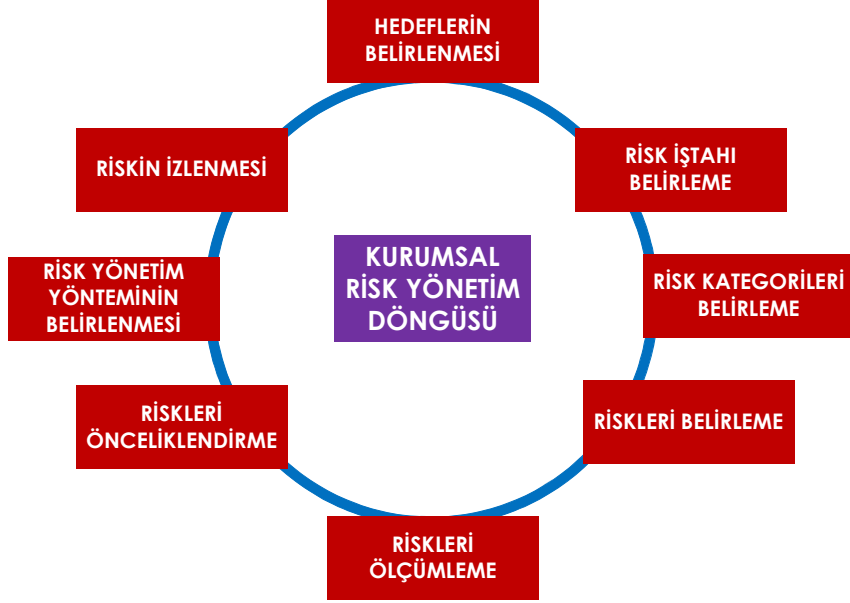 HEDEFLERİN
BELİRLENMESİ
RİSK İŞTAHI
BELİRLEME
RİSK KATEGORİLERİ
BELİRLEME
RİSKLERİ BELİRLEME
RİSKLERİ
ÖLÇÜMLEME
RİSKLERİ
ÖNCELİKLENDİRME
RİSK YÖNETİM
YÖNTEMİNİN
BELİRLENMESİ
RİSKİN İZLENMESİ
KURUMSAL
RİSK YÖNETİM
DÖNGÜSÜ